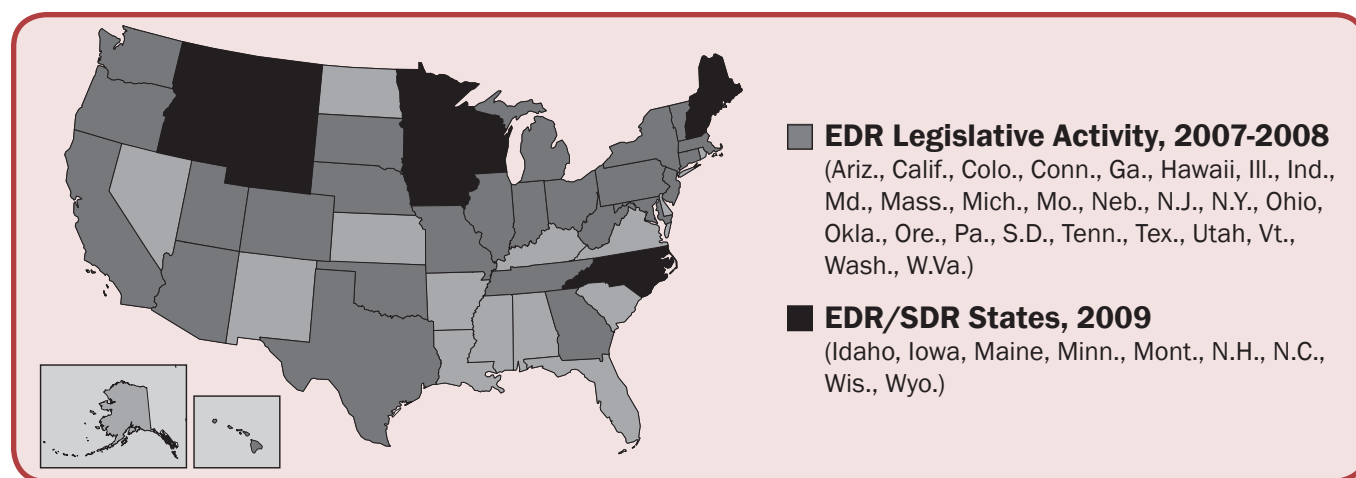 EDR Legislative Activity, 2007-2008
(Ariz., Calif., Colo., Conn., Ga., Hawaii, Ill., Ind.,
Md., Mass., Mich., Mo., Neb., N.J., N.Y., Ohio,
Okla., Ore., Pa., S.D., Tenn., Tex., Utah, Vt.,
Wash., W.Va.)
EDR/SDR States, 2009
(Idaho, Iowa, Maine, Minn., Mont., N.H., N.C.,
Wis., Wyo.)